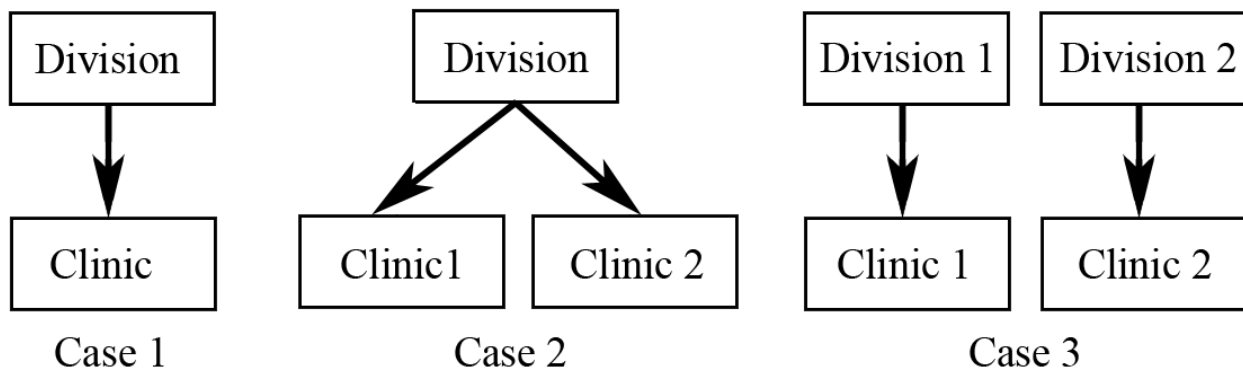 Division
Division
Division 1
Division 2
Clinic
Clinic1
Clinic 2
Clinic 1
Clinic 2
Case 1
Case 2
Case 3